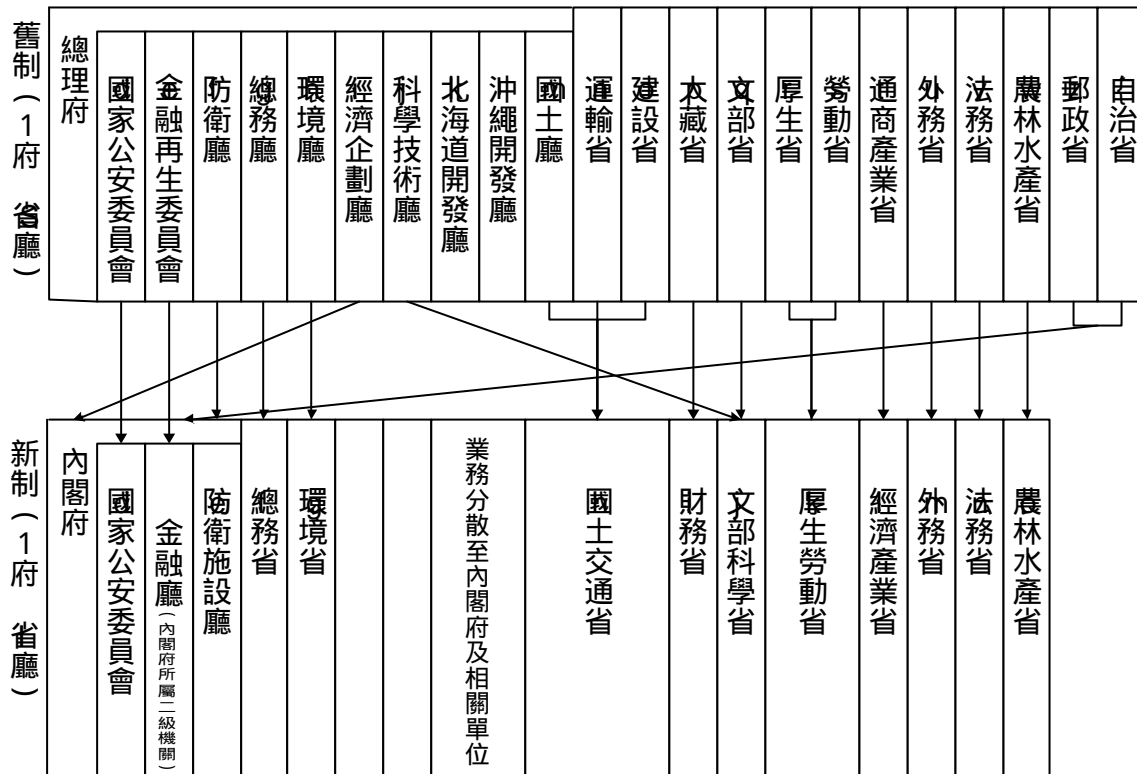 舊制(1府 省廳)
總理府
國家公安委員會
金融再生委員會
防衛廳
總務廳
環境廳
經濟企劃廳
科學技術廳
北海道開發廳
沖繩開發廳
國土廳
運輸省
建設省
大藏省
文部省
厚生省
勞動省
通商產業省
外務省
法務省
農林水產省
郵政省
自治省
新制(1府 省廳)
內閣府
國家公安委員會
金融廳(內閣府所屬二級機關)
防衛施設廳
總務省
環境省
業務分散至內閣府及相關單位
國土交通省
財務省
文部科學省
厚生勞動省
經濟產業省
外務省
法務省
農林水產省